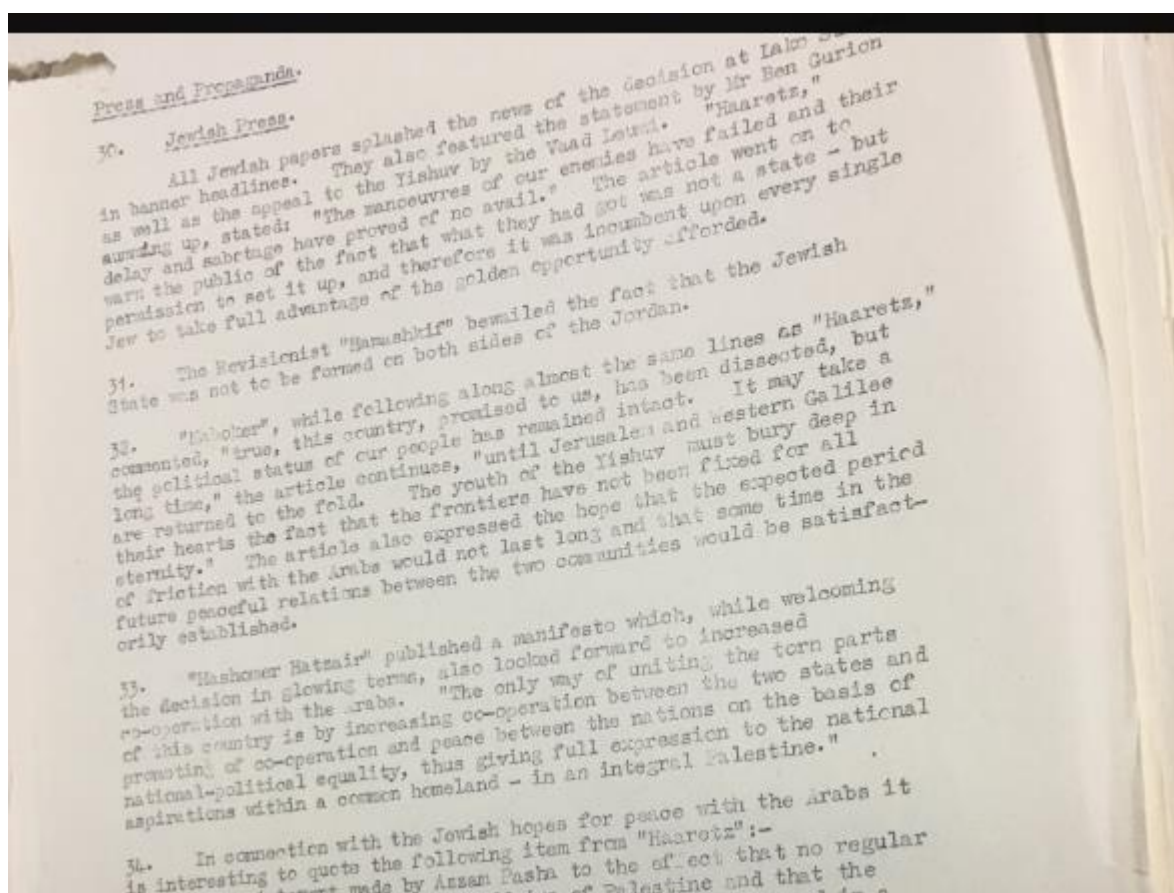 Press and Propaganda.
30. Jewish Press.
All Jewish papers splashed the news of the decision at Lake
in banner headlines. They also featured the statement by Mr Ben Gurion
as well as the appeal to the Yishuv by the Vaad Leumi. "Haaretz,"
summing up, stated: "The manoeuvres of our enemies have failed and their
delay and sabotage have proved of no avail." The article went on to
warn the public of the fact that what they had got was not a state - but
permission to set it up, and therefore it was incumbent upon every single
Jew to take full advantage of the golden opportunity afforded.
31. The Revisionist "Hamashkif" bewailed the fact that the Jewish
State was not to be formed on both sides of the Jordan.
32. "Haboker", while following along almost the same lines as "Haaretz,"
commented, "true, this country, promised to us, has been dissected, but
the political status of our people has remained intact. It may take a
long time," the article continues, "until Jerusalem and Western Galilee
are returned to the fold. The youth of the Yishuv must bury deep in
their hearts the fact that the frontiers have not been fixed for all
eternity." The article also expressed the hope that the expected period
of friction with the Arabs would not last long and that some time in the
future peaceful relations between the two communities would be satisfact-
orily established.
33. "Hashomer Hatzair" published a manifesto which, while welcoming
the decision in glowing terms, also looked forward to increased
co-operation with the Arabs. "The only way of uniting the torn parts
of this country is by increasing co-operation between the two states and
promoting of co-operation and peace between the nations on the basis of
national-political equality, thus giving full expression to the national
aspirations within a common homeland - in an integral Palestine."
34. In connection with the Jewish hopes for peace with the Arabs it
is interesting to quote the following item from "Haaretz":-
made by Azzam Pasha to the effect that no regular
of Palestine and that the